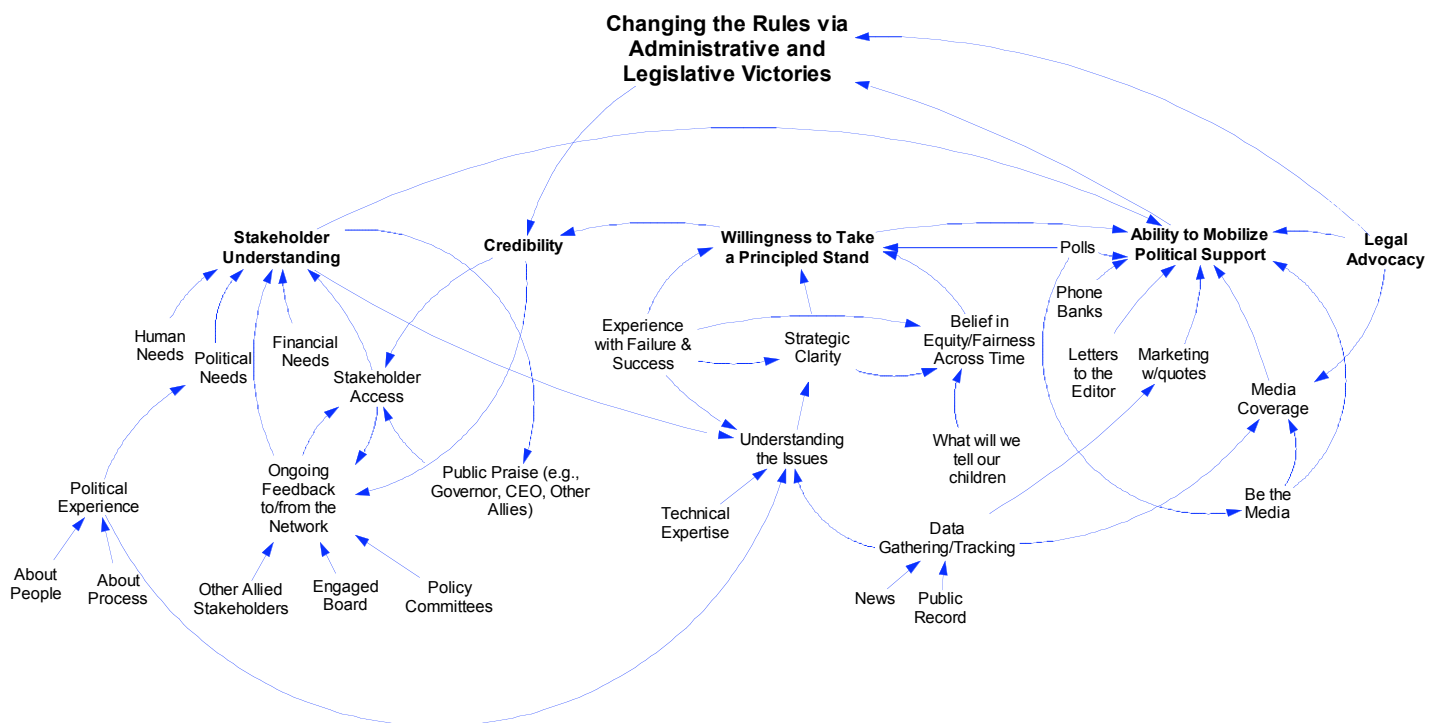 Changing the Rules via
Administrative and
Legislative Victories
Stakeholder
Understanding
Credibility
Willingness to Take
a Principled Stand
Polls
Ability to Mobilize
Political Support
Legal
Advocacy
Phone
Banks
Human
Needs
Political
Needs
Financial
Needs
Stakeholder
Access
Experience
with Failure &
Success
Strategic
Clarity
Belief in
Equity/Fairness
Across Time
Letters
to the
Editor
Marketing
w/quotes
Media
Coverage
Understanding
the Issues
What will we
tell our
children
Political
Experience
Ongoing
Feedback
to/from the
Network
Public Praise (e.g.,
Governor, CEO, Other
Allies)
Technical
Expertise
Data
Gathering/Tracking
Be the
Media
About
People
About
Process
Other Allied
Stakeholders
Engaged
Board
Policy
Committees
News
Public
Record